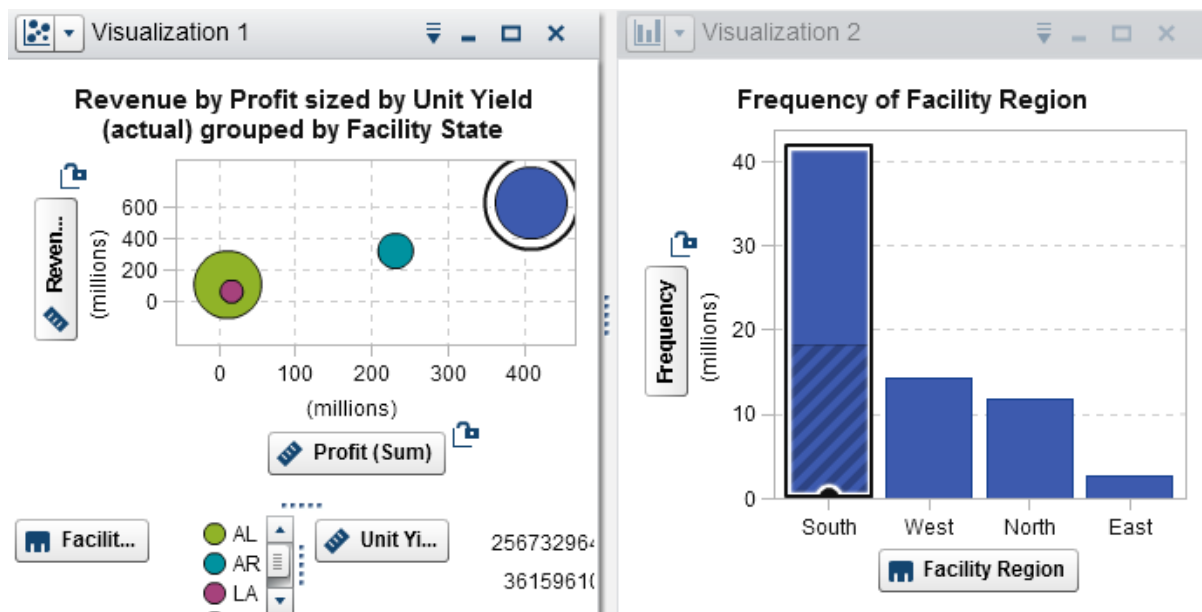 Visualization 1
Revenue by Profit sized by Unit Yield
(actual) grouped by Facility State
Reven...
(millions)
600
400
200
0
0 100 200 300 400
(millions)
Profit (Sum)
Facilit...
AL
AR
LA
Unit Yi...
256732964
36159610
Visualization 2
Frequency of Facility Region
Frequency
(millions)
40
30
20
10
0
South West North East
Facility Region